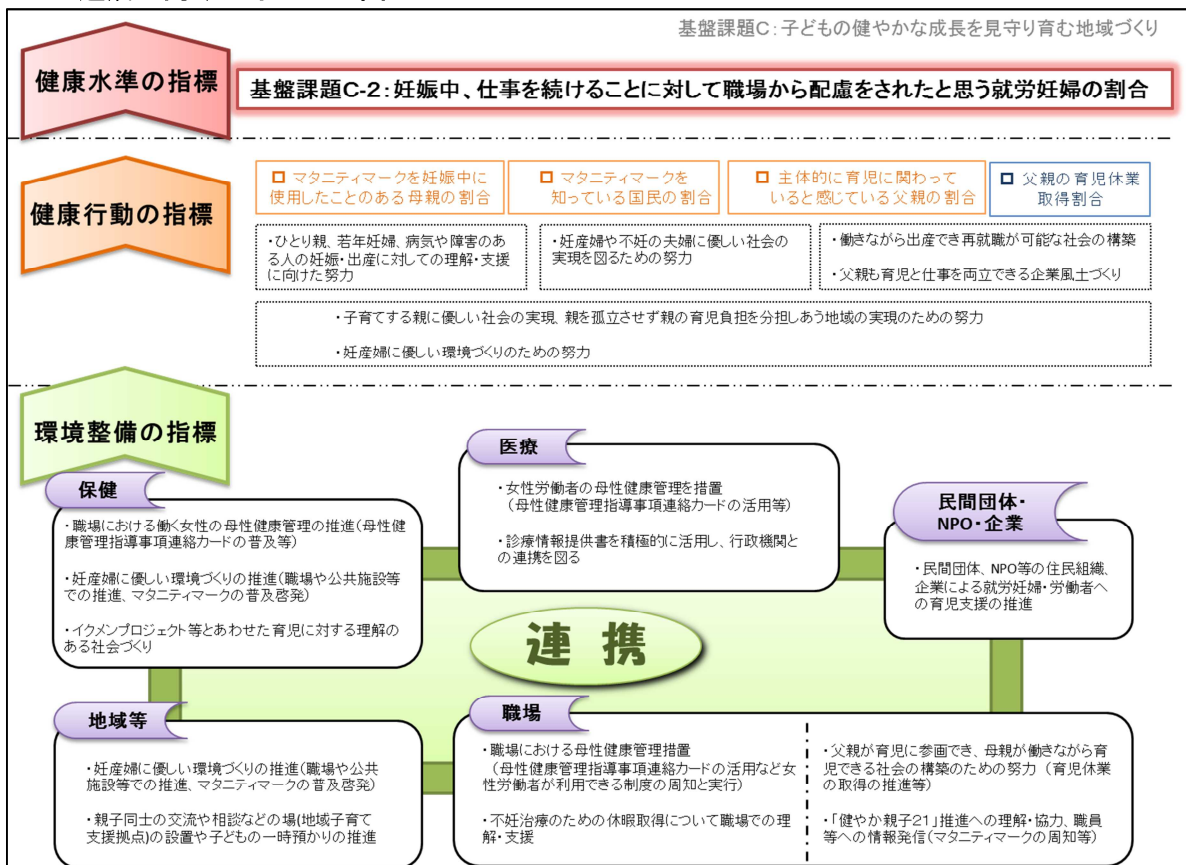 基盤課題C:子どもの健やかな成長を見守り育む地域づくり
健康水準の指標
基盤課題C-2:妊娠中、仕事を続けることに対して職場から配慮をされたと思う就労妊婦の割合
健康行動の指標
□ マタニティマークを妊娠中に
使用したことのある母親の割合
□ マタニティマークを
知っている国民の割合
□ 主体的に育児に関わって
いると感じている父親の割合
□ 父親の育児休業
取得割合
・ひとり親、若年妊婦、病気や障害のあ
る人の妊娠・出産に対しての理解・支援
に向けた努力
・妊産婦や不妊の夫婦に優しい社会の
実現を図るための努力
・働きながら出産でき再就職が可能な社会の構築
・父親も育児と仕事を両立できる企業風土づくり
・子育てする親に優しい社会の実現、親を孤立させず親の育児負担を分担しあう地域の実現のための努力
・妊産婦に優しい環境づくりのための努力
環境整備の指標
保健
・職場における働く女性の母性健康管理の推進(母性健
康管理指導事項連絡カードの普及等)
・妊産婦に優しい環境づくりの推進(職場や公共施設等
での推進、マタニティマークの普及啓発)
・イクメンプロジェクト等とあわせた育児に対する理解の
ある社会づくり
医療
・女性労働者の母性健康管理を措置
(母性健康管理指導事項連絡カードの活用等)
・診療情報提供書を積極的に活用し、行政機関と
の連携を図る
民間団体・
NPO・企業
・民間団体、NPO等の住民組織、
企業による就労妊婦・労働者へ
の育児支援の推進
連携
地域等
・妊産婦に優しい環境づくりの推進(職場や公共
施設等での推進、マタニティマークの普及啓発)
・親子同士の交流や相談などの場(地域子育て
支援拠点)の設置や子どもの一時預かりの推進
職場
・職場における母性健康管理措置
(母性健康管理指導事項連絡カードの活用など女
性労働者が利用できる制度の周知と実行)
・不妊治療のための休暇取得について職場での理
解・支援
・父親が育児に参画でき、母親が働きながら育
児できる社会の構築のための努力 (育児休業
の取得の推進等)
・「健やか親子21」推進への理解・協力、職員
等への情報発信(マタニティマークの周知等)